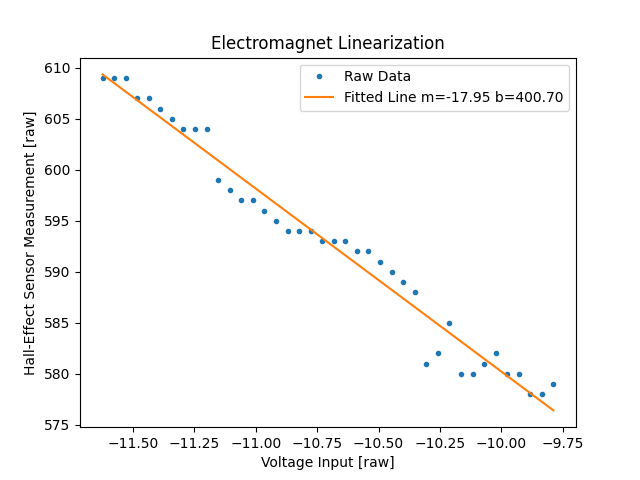 Electromagnet Linearization
Raw Data
Fitted Line m=-17.95 b=400.70
Hall-Effect Sensor Measurement [raw]
610
605
600
595
590
585
580
575
−11.50 −11.25 −11.00 −10.75 −10.50 −10.25 −10.00 −9.75
Voltage Input [raw]